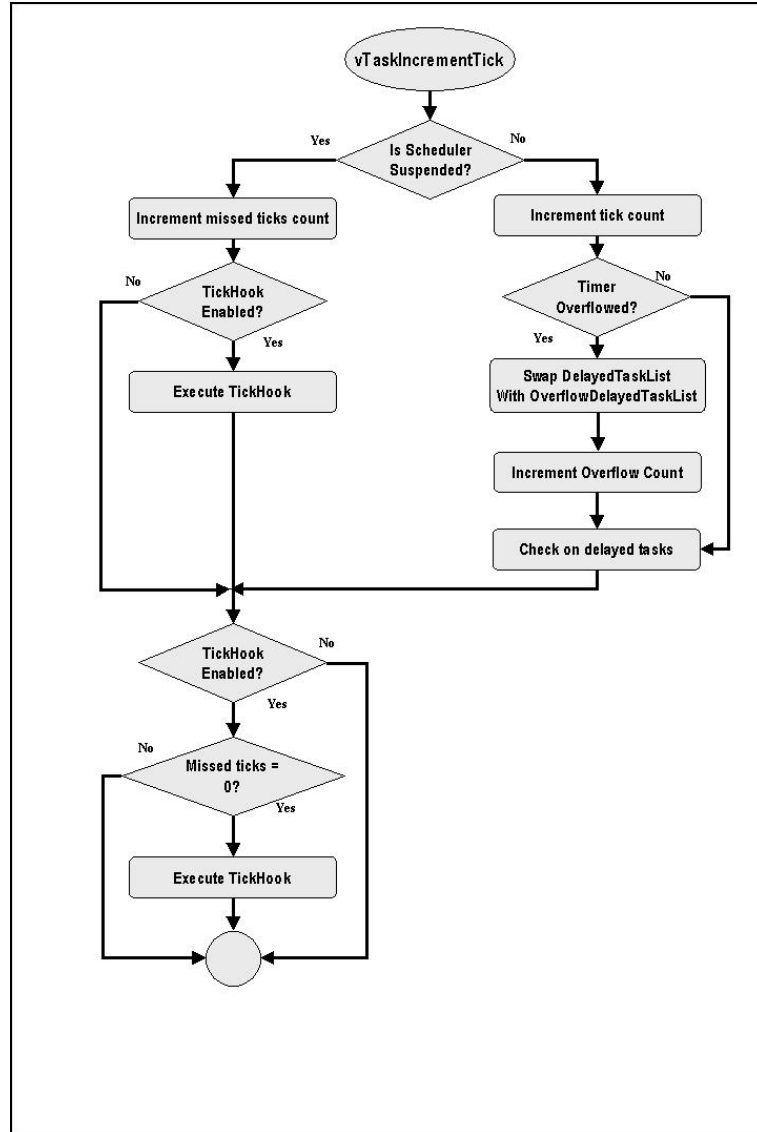 vTaskIncrementTick
Yes
Is Scheduler
Suspended?
No
Increment missed ticks count
Increment tick count
No
TickHook
Enabled?
Yes
Timer
Overflowed?
No
Yes
Execute TickHook
Swap DelayedTaskList
With OverflowDelayedTaskList
Increment Overflow Count
Check on delayed tasks
TickHook
Enabled?
No
Yes
No
Missed ticks =
0?
Yes
Execute TickHook